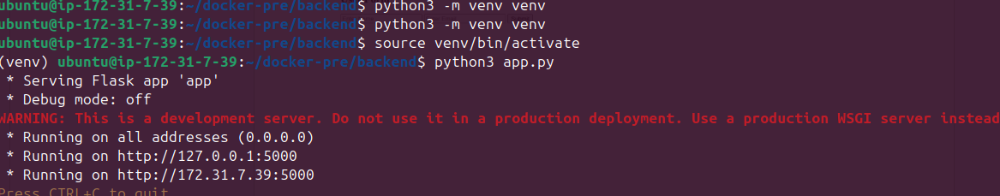 ubuntu@ip-172-31-7-39:~/docker-pre/backend$ python3 -m venv venv
ubuntu@ip-172-31-7-39:~/docker-pre/backend$ python3 -m venv venv
ubuntu@ip-172-31-7-39:~/docker-pre/backend$ source venv/bin/activate
(venv) ubuntu@ip-172-31-7-39:~/docker-pre/backend$ python3 app.py
 * Serving Flask app 'app'
 * Debug mode: off
WARNING: This is a development server. Do not use it in a production deployment. Use a production WSGI server instead
 * Running on all addresses (0.0.0.0)
 * Running on http://127.0.0.1:5000
 * Running on http://172.31.7.39:5000
Press CTRL+C to quit